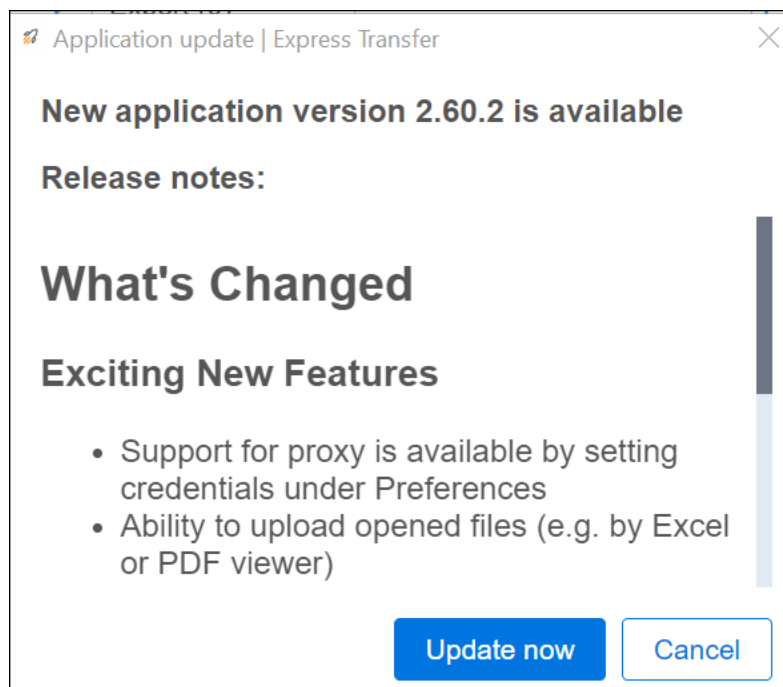 Application update | Express Transfer
New application version 2.60.2 is available
Release notes:
What's Changed
Exciting New Features
• Support for proxy is available by setting
credentials under Preferences
• Ability to upload opened files (e.g. by Excel
or PDF viewer)
Update now
Cancel